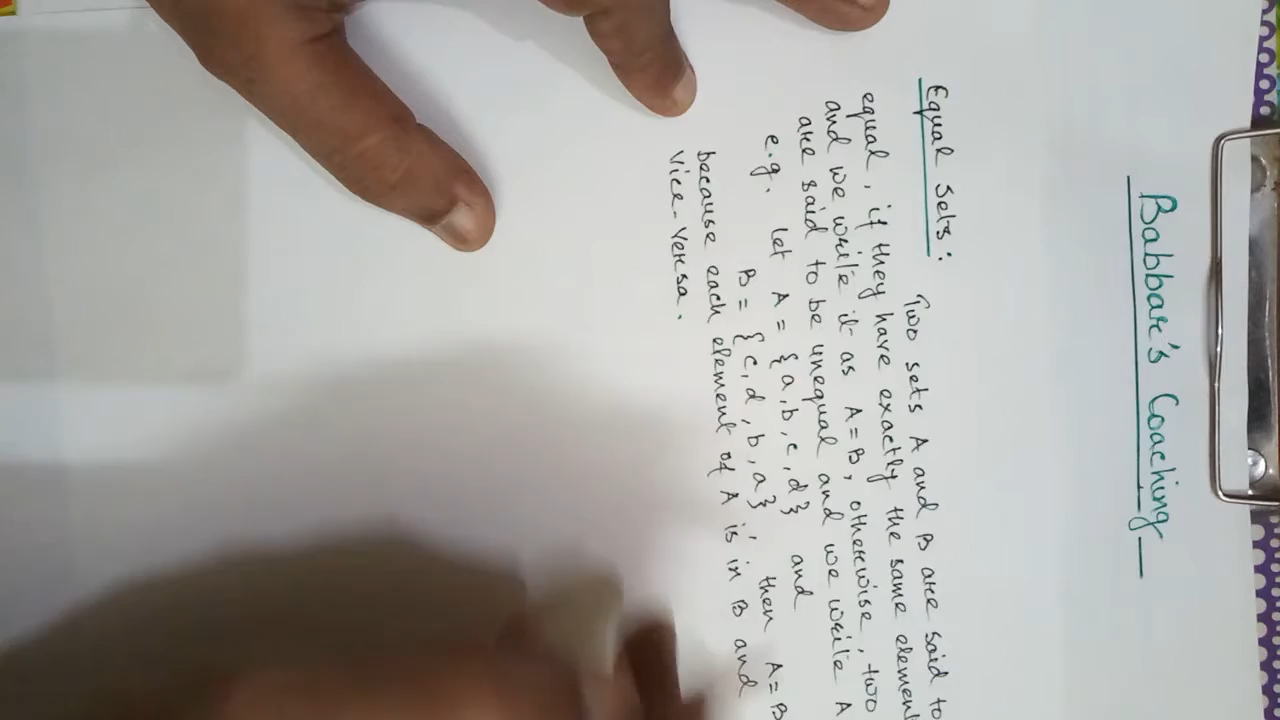 Babbar's Coaching
Equal Sets: Two sets A and B are said to
equal, if they have exactly the same element
and we write it as A=B, otherwise, two
are said to be unequal and we write A
e.g. let A = {a,b,c,d} and
B = {c,d,b,a}, then A=B
because each element of A is in B and
Vice-Versa.